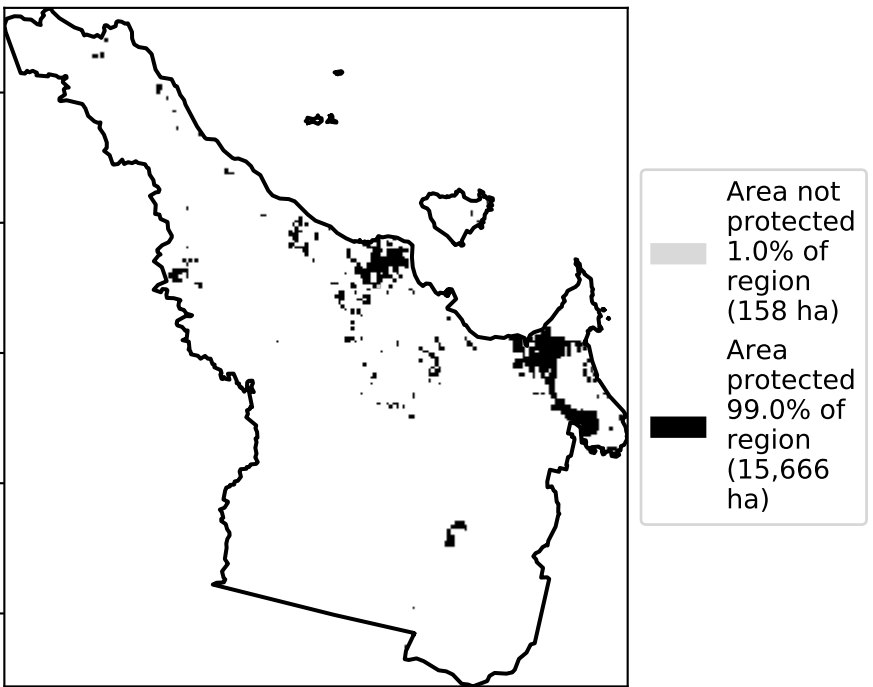 Area not
protected
1.0% of
region
(158 ha)
Area
protected
99.0% of
region
(15,666
ha)